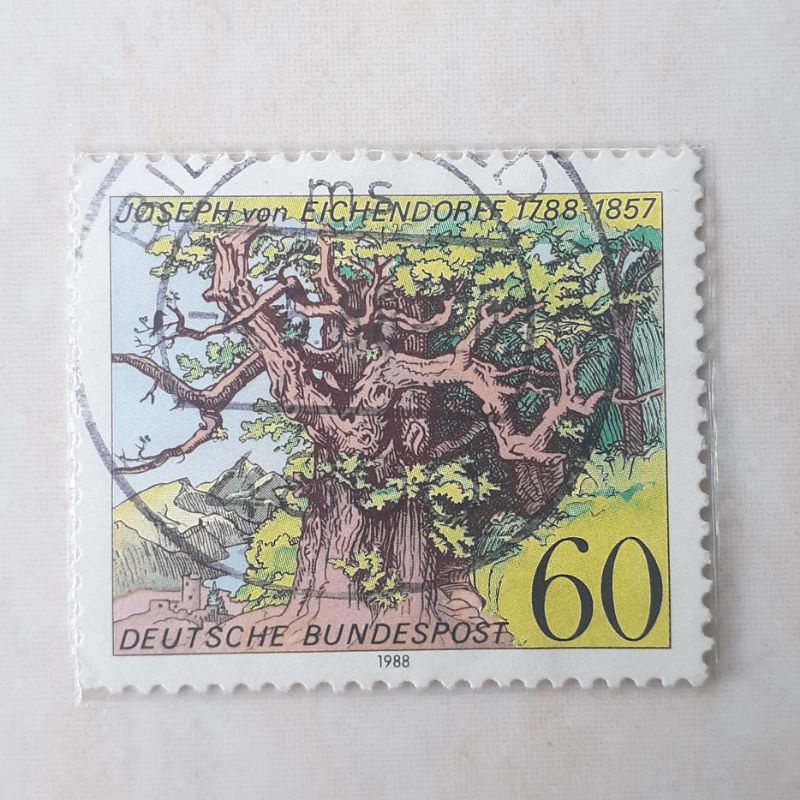 JOSEPH von EICHENDORFF 1788-1857
60
DEUTSCHE BUNDESPOST
1988